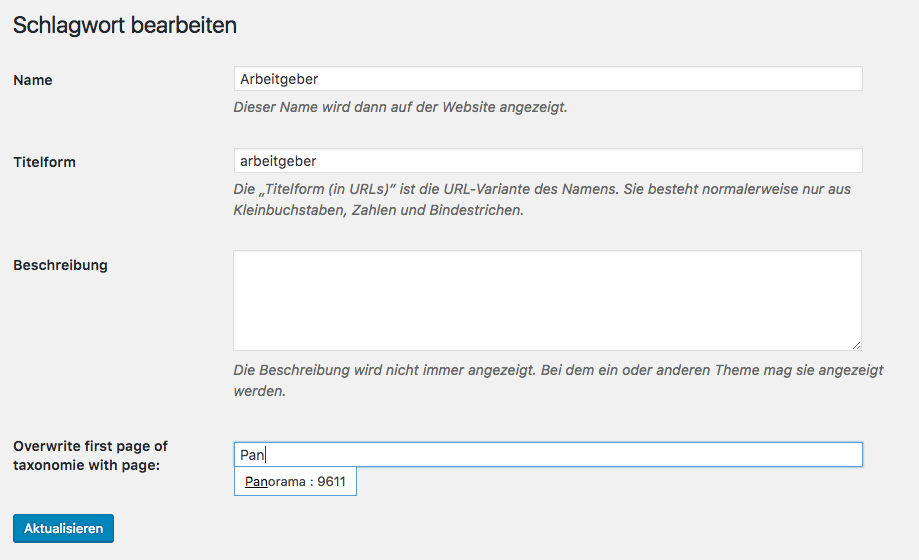 Schlagwort bearbeiten
Name
Arbeitgeber
Dieser Name wird dann auf der Website angezeigt.
Titelform
arbeitgeber
Die „Titelform (in URLs)“ ist die URL-Variante des Namens. Sie besteht normalerweise nur aus
Kleinbuchstaben, Zahlen und Bindestrichen.
Beschreibung
Die Beschreibung wird nicht immer angezeigt. Bei dem ein oder anderen Theme mag sie angezeigt
werden.
Overwrite first page of
taxonomie with page:
Pan
Panorama : 9611
Aktualisieren